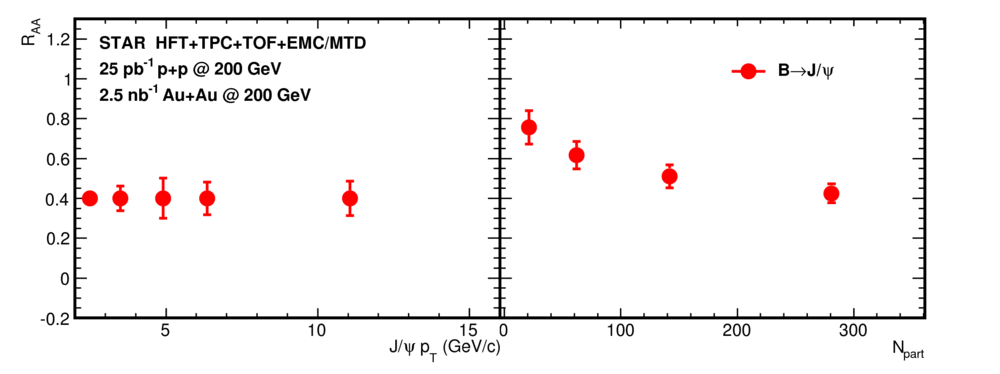 R_AA
STAR HFT+TPC+TOF+EMC/MTD
25 pb⁻¹ p+p @ 200 GeV
2.5 nb⁻¹ Au+Au @ 200 GeV
B→J/ψ
1.2
1
0.8
0.6
0.4
0.2
0
-0.2
5 10 15 0 100 200 300
J/ψ p_T (GeV/c)
N_part